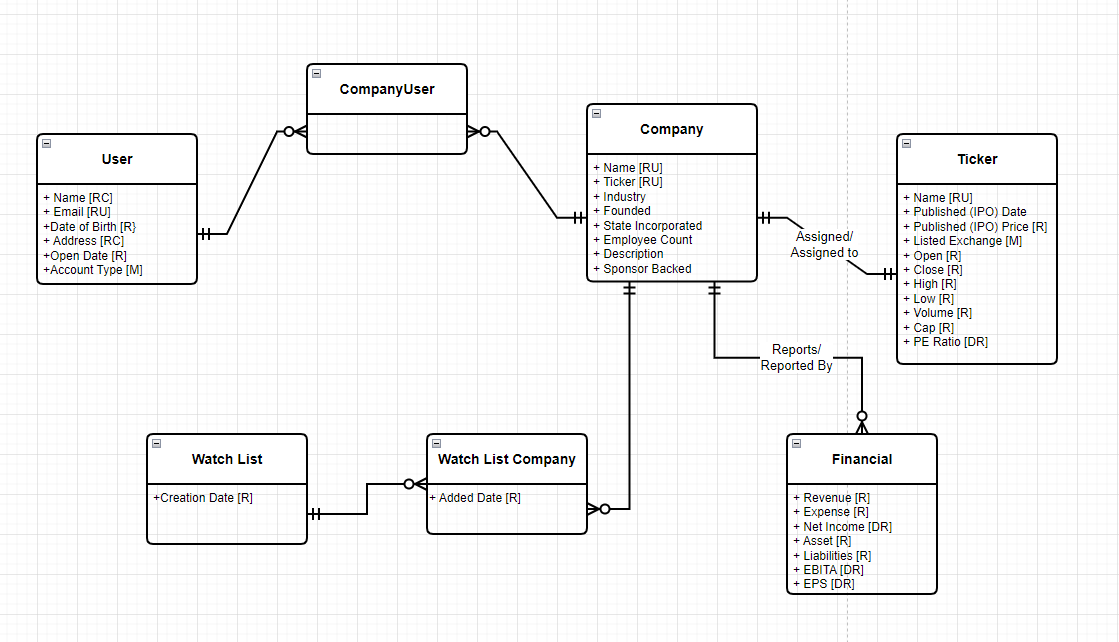 CompanyUser
User
+ Name [RC]
+ Email [RU]
+Date of Birth [R}
+ Address [RC]
+Open Date [R]
+Account Type [M]
Company
+ Name [RU]
+ Ticker [RU]
+ Industry
+ Founded
+ State Incorporated
+ Employee Count
+ Description
+ Sponsor Backed
Assigned/
Assigned to
Ticker
+ Name [RU]
+ Published (IPO) Date
+ Published (IPO) Price [R]
+ Listed Exchange [M]
+ Open [R]
+ Close [R]
+ High [R]
+ Low [R]
+ Volume [R]
+ Cap [R]
+ PE Ratio [DR]
Reports/
Reported By
Watch List
+Creation Date [R]
Watch List Company
+ Added Date [R]
Financial
+ Revenue [R]
+ Expense [R]
+ Net Income [DR]
+ Asset [R]
+ Liabilities [R]
+ EBITA [DR]
+ EPS [DR]